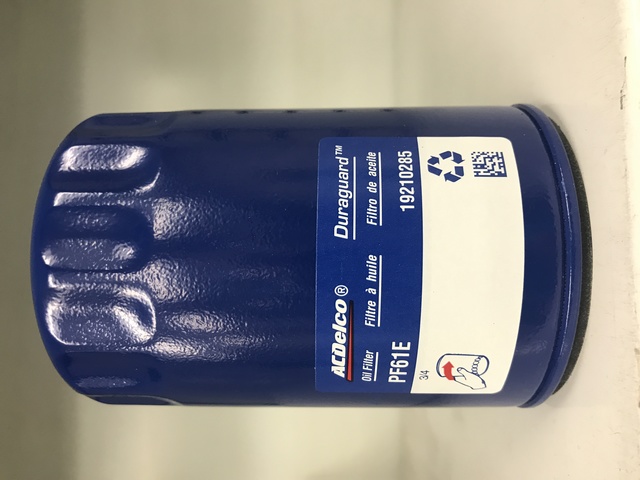 ACDelco® Duraguard™
Oil Filter Filtre à huile Filtro de aceite
PF61E 19210285
3/4